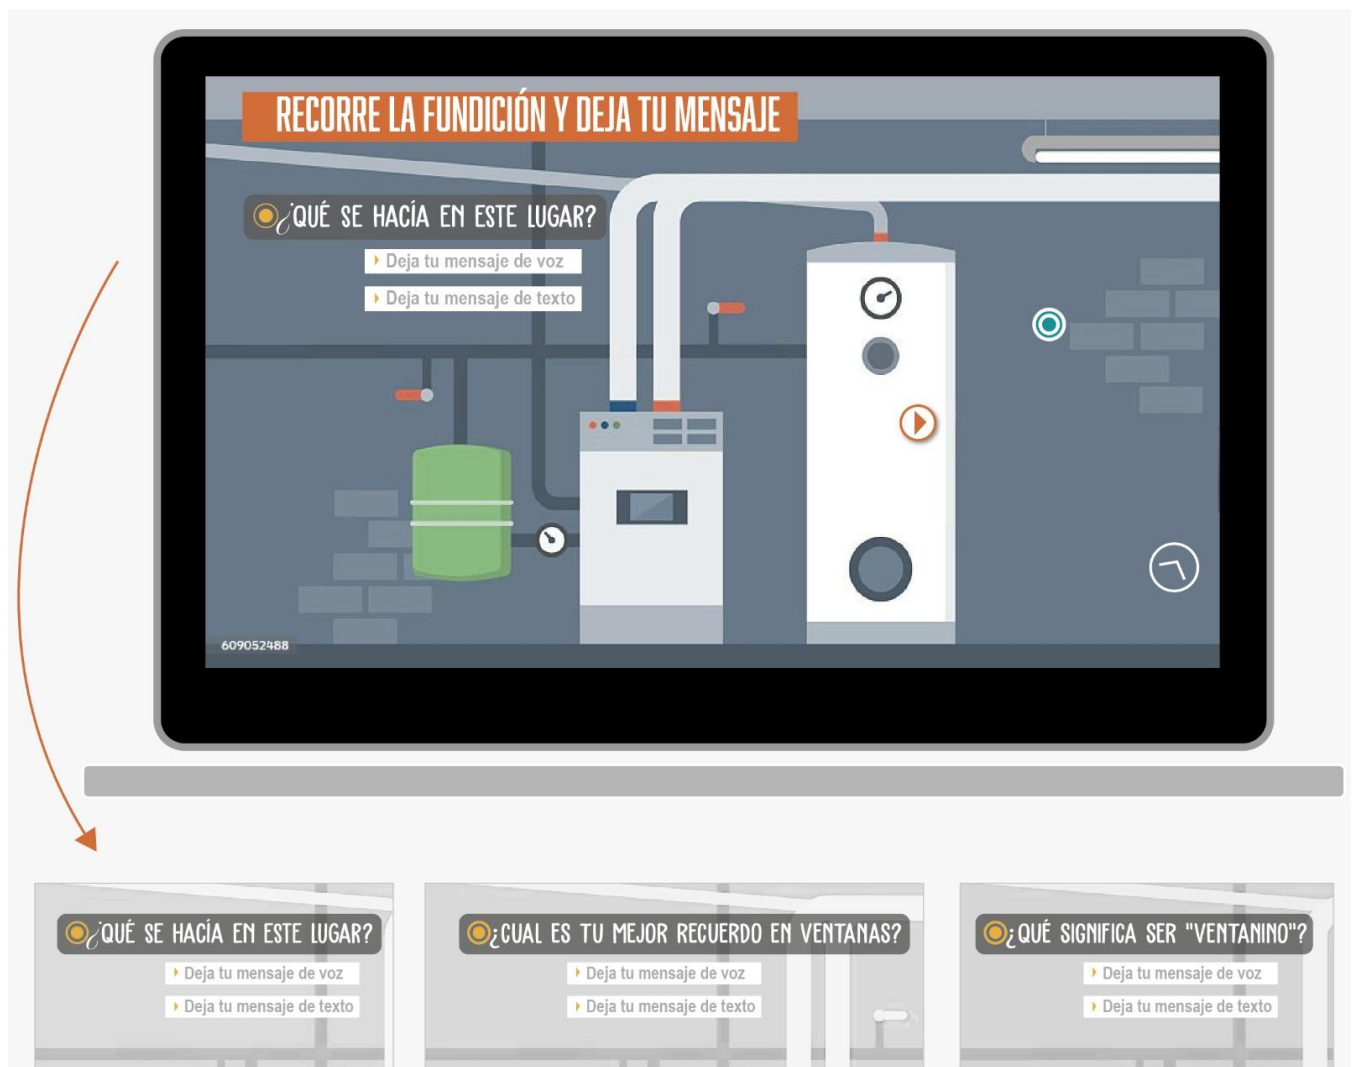 RECORRE LA FUNDICIÓN Y DEJA TU MENSAJE
¿QUÉ SE HACÍA EN ESTE LUGAR?
Deja tu mensaje de voz
Deja tu mensaje de texto
609052488
¿QUÉ SE HACÍA EN ESTE LUGAR?
Deja tu mensaje de voz
Deja tu mensaje de texto
¿CUAL ES TU MEJOR RECUERDO EN VENTANAS?
Deja tu mensaje de voz
Deja tu mensaje de texto
¿QUÉ SIGNIFICA SER "VENTANINO"?
Deja tu mensaje de voz
Deja tu mensaje de texto